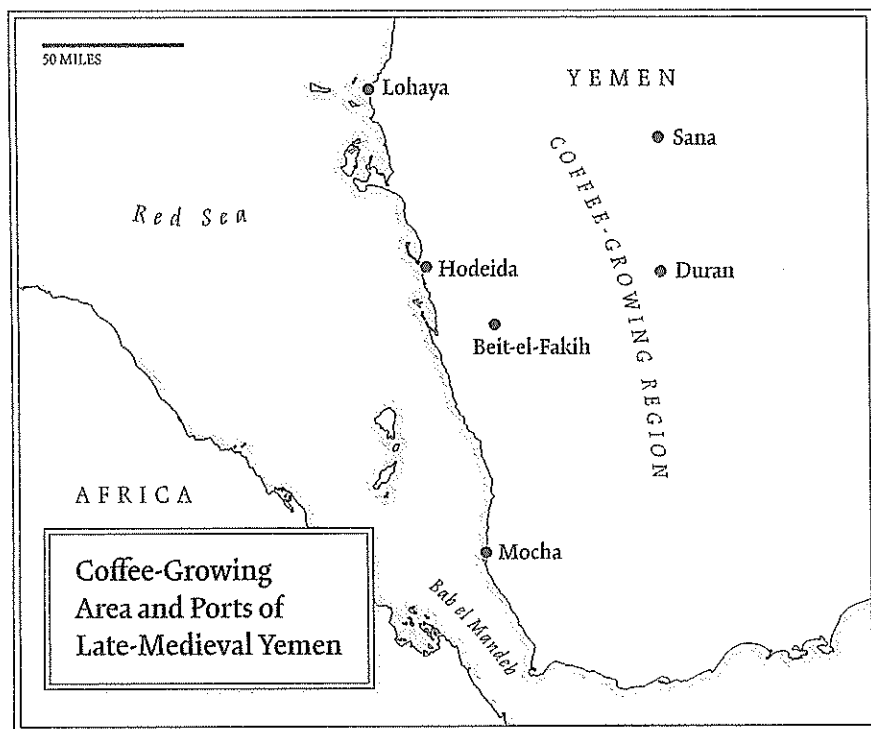 50 MILES
Lohaya
YEMEN
Sana
COFFEE-GROWING REGION
Red Sea
Hodeida
Duran
Beit-el-Fakih
AFRICA
Mocha
Bab el Mandeb
Coffee-Growing
Area and Ports of
Late-Medieval Yemen